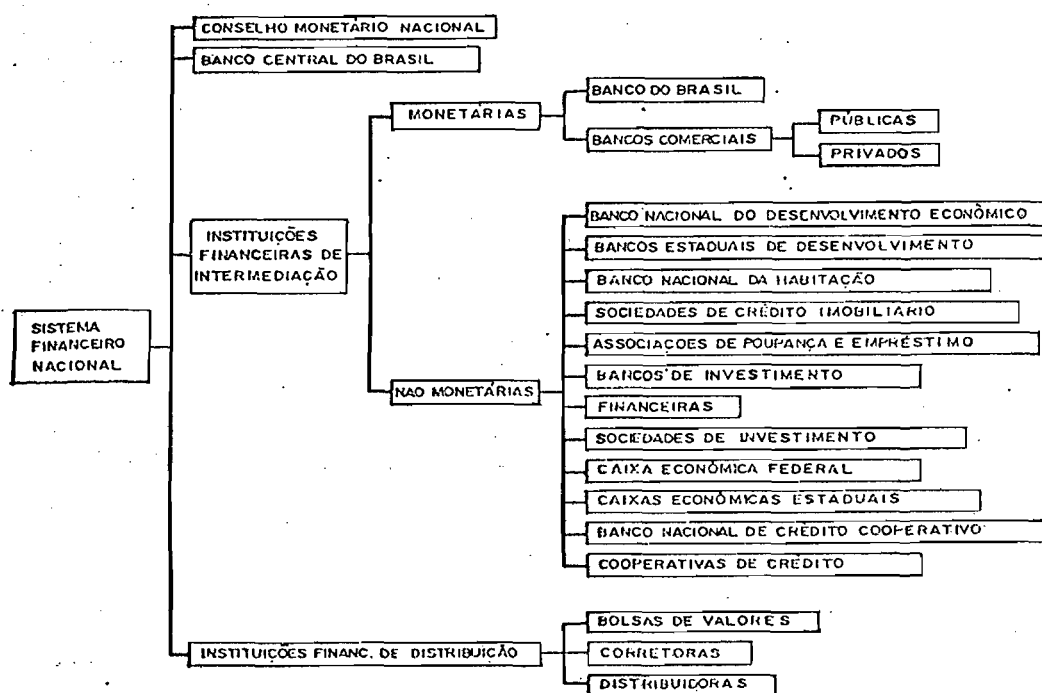 CONSELHO MONETÁRIO NACIONAL
BANCO CENTRAL DO BRASIL
BANCO DO BRASIL
MONETÁRIAS
PÚBLICAS
BANCOS COMERCIAIS
PRIVADOS
BANCO NACIONAL DO DESENVOLVIMENTO ECONÔMICO
INSTITUIÇÕES
FINANCEIRAS DE
INTERMEDIAÇÃO
BANCOS ESTADUAIS DE DESENVOLVIMENTO
BANCO NACIONAL DA HABITAÇÃO
SISTEMA
FINANCEIRO
NACIONAL
SOCIEDADES DE CRÉDITO IMOBILIARIO
ASSOCIAÇOES DE POUPANÇA E EMPRÉSTIMO
BANCOS DE INVESTIMENTO
NAO MONETÁRIAS
FINANCEIRAS
SOCIEDADES DE INVESTIMENTO
CAIXA ECONÔMICA FEDERAL
CAIXAS ECONÔMICAS ESTADUAIS
BANCO NACIONAL DE CRÉDITO COOPERATIVO
COOPERATIVAS DE CRÉDITO
BOLSAS DE VALORES
INSTITUIÇÕES FINANC. DE DISTRIBUIÇÃO
CORRETORAS
DISTRIBUIDORAS